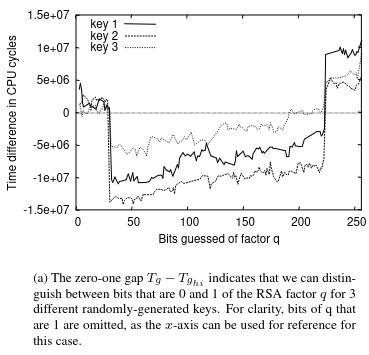 1.5e+07
key 1
key 2
key 3
1e+07
5e+06
0
-5e+06
-1e+07
-1.5e+07
Time difference in CPU cycles
0 50 100 150 200 250
Bits guessed of factor q
(a) The zero-one gap T_g − T_{g_{hi}} indicates that we can distin-
guish between bits that are 0 and 1 of the RSA factor q for 3
different randomly-generated keys. For clarity, bits of q that
are 1 are omitted, as the x-axis can be used for reference for
this case.